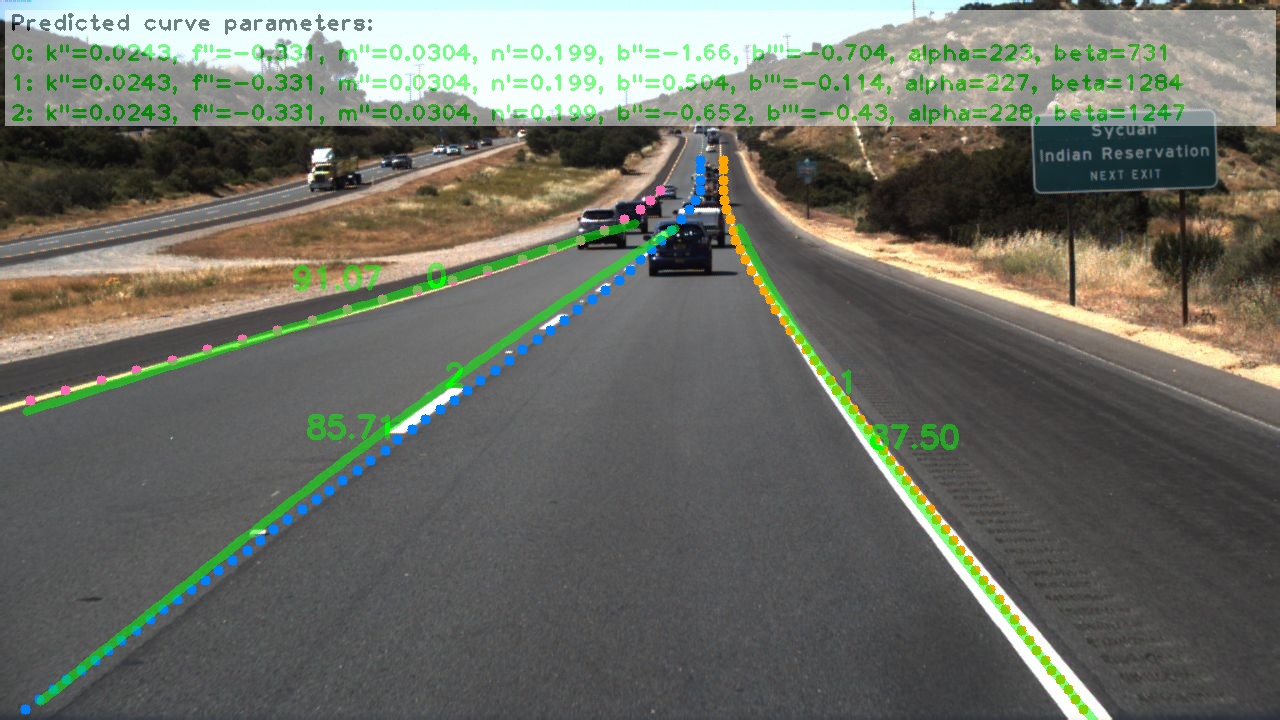 Predicted curve parameters:
0: k''=0.0243, f''=-0.331, m''=0.0304, n'=0.199, b''=-1.66, b'''=-0.704, alpha=223, beta=731
1: k''=0.0243, f''=-0.331, m''=0.0304, n'=0.199, b''=0.504, b'''=-0.114, alpha=227, beta=1284
2: k''=0.0243, f''=-0.331, m''=0.0304, n'=0.199, b''=-0.652, b'''=-0.43, alpha=228, beta=1247
Sycuan
Indian Reservation
NEXT EXIT
91.07 0
2
1
85.71
87.50